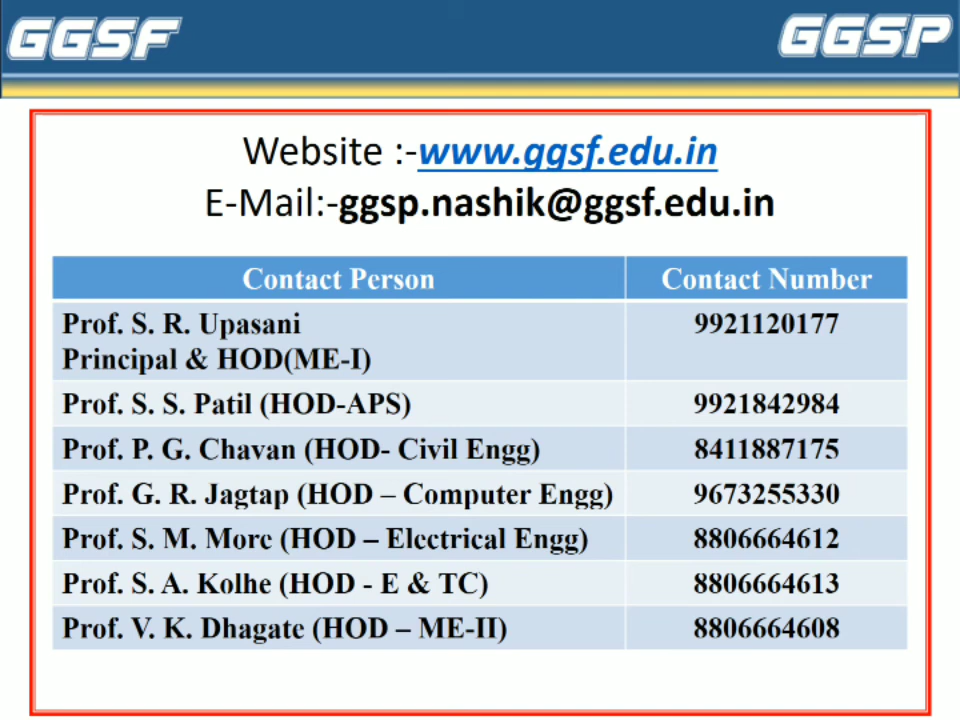 GGSF
GGSP
Website :-www.ggsf.edu.in
E-Mail:-ggsp.nashik@ggsf.edu.in
Contact Person Contact Number
Prof. S. R. Upasani 9921120177
Principal & HOD(ME-I)
Prof. S. S. Patil (HOD-APS) 9921842984
Prof. P. G. Chavan (HOD- Civil Engg) 8411887175
Prof. G. R. Jagtap (HOD – Computer Engg) 9673255330
Prof. S. M. More (HOD – Electrical Engg) 8806664612
Prof. S. A. Kolhe (HOD - E & TC) 8806664613
Prof. V. K. Dhagate (HOD – ME-II) 8806664608